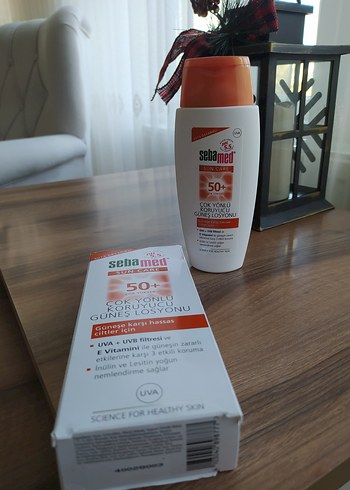 UVA
sebamed
SUN CARE
50+
ÇOK YÖNLÜ
KORUYUCU
GÜNEŞ LOSYONU
sebamed
SUN CARE
50+
ÇOK YÖNLÜ
KORUYUCU
GÜNEŞ LOSYONU
Güneşe karşı hassas
ciltler için
• UVA + UVB filtresi ve
E Vitamini ile güneşin zararlı
etkilerine karşı 3 etkili koruma
• İnülin ve Lesitin yoğun
nemlendirme sağlar
UVA
SCIENCE FOR HEALTHY SKIN